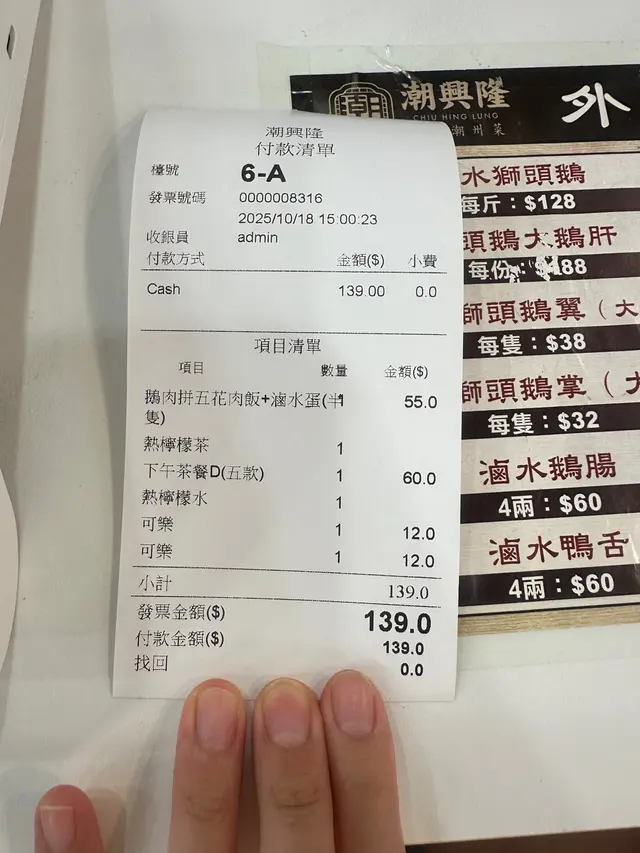 潮興隆
付款清單
檯號 6-A
發票號碼 0000008316
2025/10/18 15:00:23
收銀員 admin
付款方式 金額($) 小費
Cash 139.00 0.0
項目清單
項目 數量 金額($)
鵝肉拼五花肉飯+滷水蛋(半 1 55.0
隻)
熱檸檬茶 1
下午茶餐D(五款) 1 60.0
熱檸檬水 1
可樂 1 12.0
可樂 1 12.0
小計 139.0
發票金額($) 139.0
付款金額($) 139.0
找回 0.0
潮
潮興隆
CHIU HING LUNG
潮州菜
外
水獅頭鵝
每斤：$128
頭鵝大鵝肝
每份：$188
獅頭鵝翼（大
每隻：$38
獅頭鵝掌（大
每隻：$32
滷水鵝腸
4兩：$60
滷水鴨舌
4兩：$60